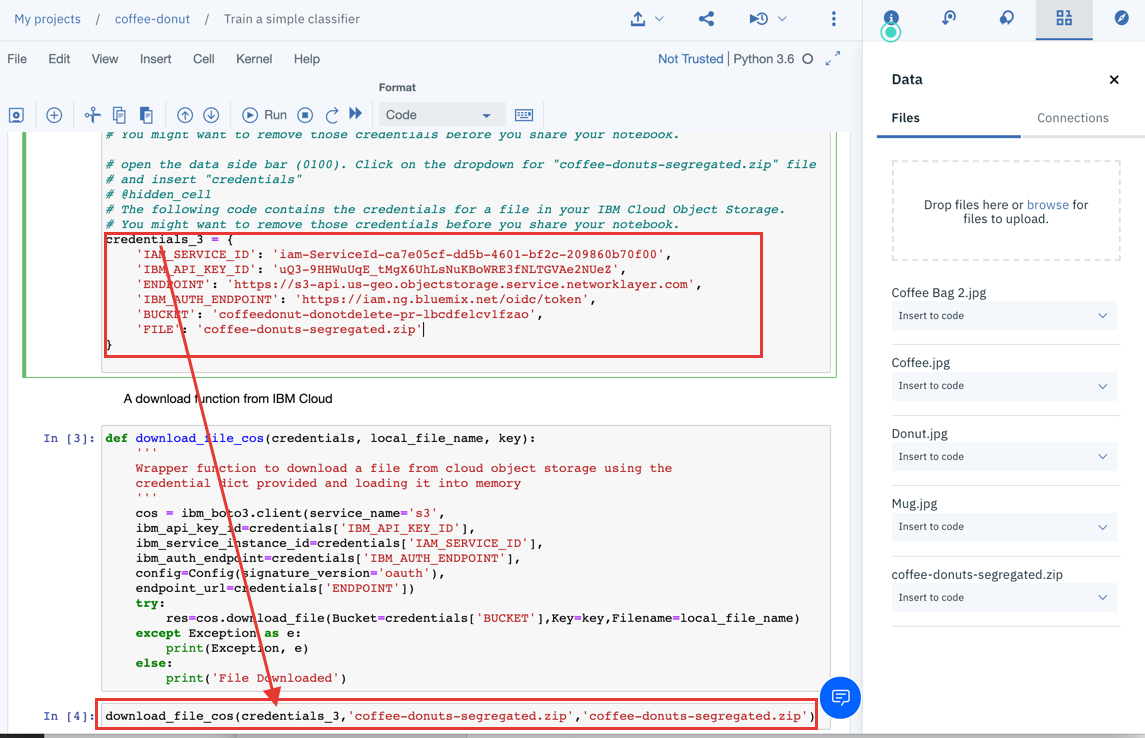 My projects / coffee-donut / Train a simple classifier
File Edit View Insert Cell Kernel Help
Not Trusted | Python 3.6
Format
Run
Code
# You might want to remove those credentials before you share your notebook.
# open the data side bar (0100). Click on the dropdown for "coffee-donuts-segregated.zip" file
# and insert "credentials"
# @hidden_cell
# The following code contains the credentials for a file in your IBM Cloud Object Storage.
# You might want to remove those credentials before you share your notebook.
credentials_3 = {
'IAM_SERVICE_ID': 'iam-ServiceId-ca7e05cf-dd5b-4601-bf2c-209860b70f00',
'IBM_API_KEY_ID': 'uQ3-9HHWuUqE_tMgX6UhLsNuKBoWRE3fNLTGVAe2NUeZ',
'ENDPOINT': 'https://s3-api.us-geo.objectstorage.service.networklayer.com',
'IBM_AUTH_ENDPOINT': 'https://iam.ng.bluemix.net/oidc/token',
'BUCKET': 'coffeedonut-donotdelete-pr-lbcdfelcv1fzao',
'FILE': 'coffee-donuts-segregated.zip'
}
A download function from IBM Cloud
In [3]: def download_file_cos(credentials, local_file_name, key):
'''
Wrapper function to download a file from cloud object storage using the
credential dict provided and loading it into memory
'''
cos = ibm_boto3.client(service_name='s3',
ibm_api_key_id=credentials['IBM_API_KEY_ID'],
ibm_service_instance_id=credentials['IAM_SERVICE_ID'],
ibm_auth_endpoint=credentials['IBM_AUTH_ENDPOINT'],
config=Config(signature_version='oauth'),
endpoint_url=credentials['ENDPOINT'])
try:
res=cos.download_file(Bucket=credentials['BUCKET'],Key=key,Filename=local_file_name)
except Exception as e:
print(Exception, e)
else:
print('File Downloaded')
In [4]: download_file_cos(credentials_3,'coffee-donuts-segregated.zip','coffee-donuts-segregated.zip')
Data
Files Connections
Drop files here or browse for
files to upload.
Coffee Bag 2.jpg
Insert to code
Coffee.jpg
Insert to code
Donut.jpg
Insert to code
Mug.jpg
Insert to code
coffee-donuts-segregated.zip
Insert to code